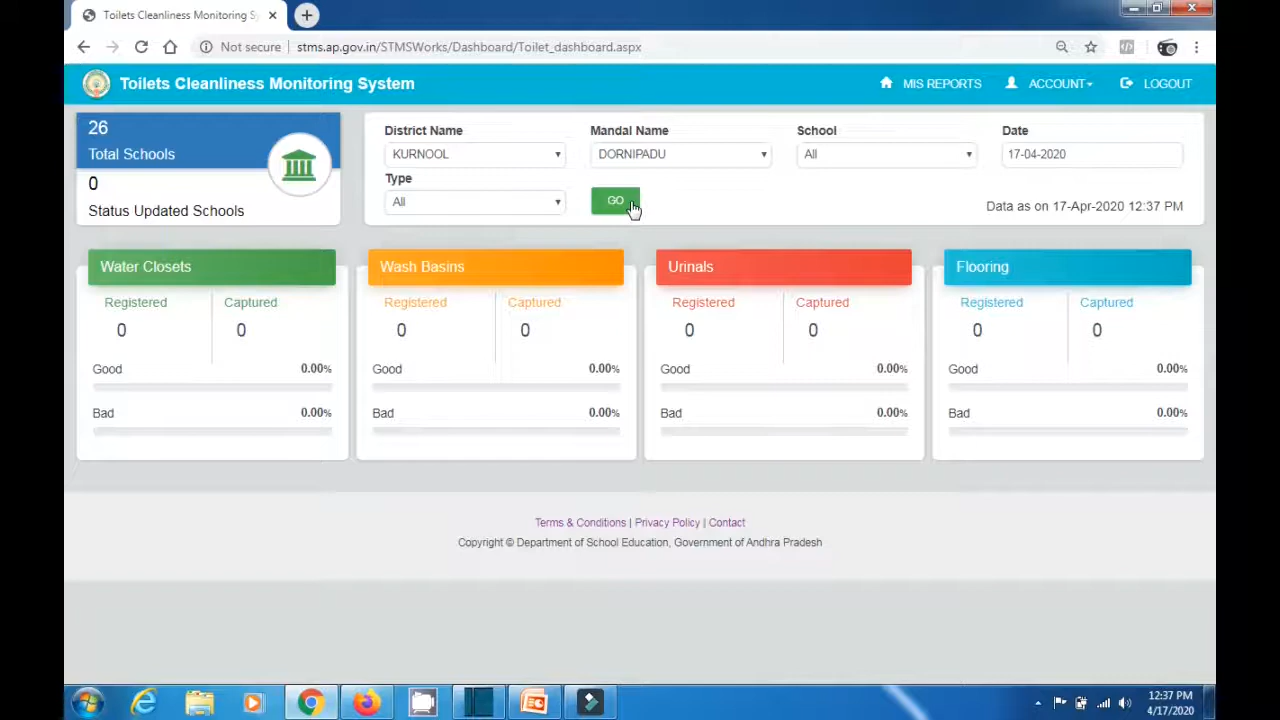 Toilets Cleanliness Monitoring S
Not secure | stms.ap.gov.in/STMSWorks/Dashboard/Toilet_dashboard.aspx
Toilets Cleanliness Monitoring System
MIS REPORTS
ACCOUNT
LOGOUT
26
Total Schools
0
Status Updated Schools
District Name
Mandal Name
School
Date
KURNOOL
DORNIPADU
All
17-04-2020
Type
All
GO
Data as on 17-Apr-2020 12:37 PM
Water Closets
Registered
Captured
0
0
Good
0.00%
Bad
0.00%
Wash Basins
Registered
Captured
0
0
Good
0.00%
Bad
0.00%
Urinals
Registered
Captured
0
0
Good
0.00%
Bad
0.00%
Flooring
Registered
Captured
0
0
Good
0.00%
Bad
0.00%
Terms & Conditions | Privacy Policy | Contact
Copyright © Department of School Education, Government of Andhra Pradesh
12:37 PM
4/17/2020